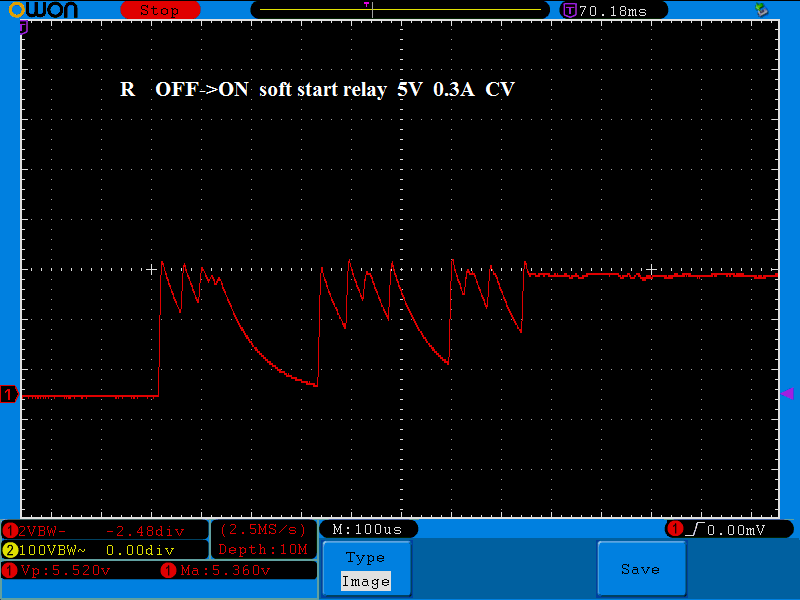 OWON
Stop
T
T 70.18ms
R OFF->ON soft start relay 5V 0.3A CV
1
1 2VBW- -2.48div
(2.5MS/s)
M:100us
1 0.00mV
2 100VBW~ 0.00div
Depth:10M
1 Vp:5.520v
1 Ma:5.360v
Type
Image
Save